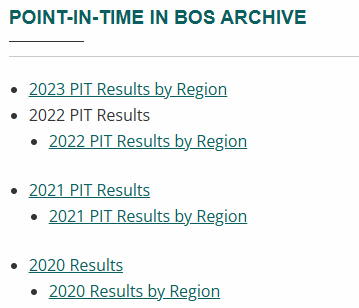 POINT-IN-TIME IN BOS ARCHIVE
2023 PIT Results by Region
2022 PIT Results
2022 PIT Results by Region
2021 PIT Results
2021 PIT Results by Region
2020 Results
2020 Results by Region